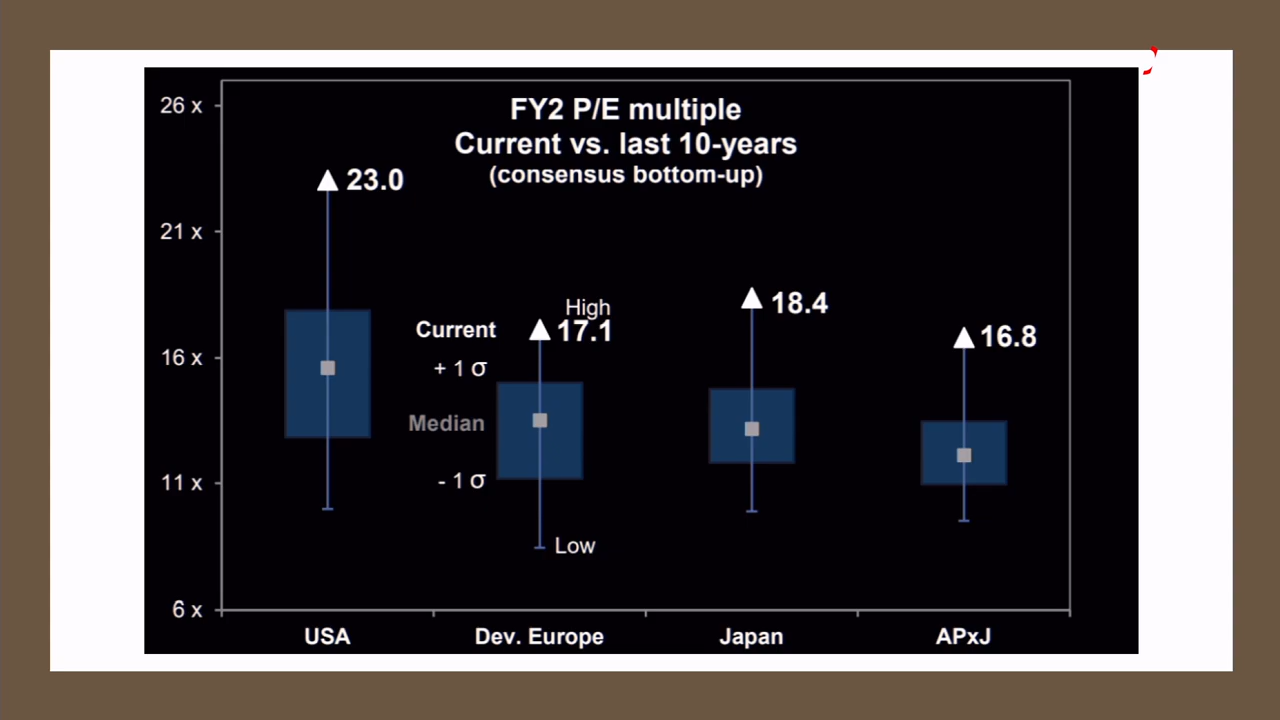 FY2 P/E multiple
Current vs. last 10-years
(consensus bottom-up)
26 x
21 x
16 x
11 x
6 x
23.0
High
Current
17.1
+ 1 σ
Median
- 1 σ
Low
18.4
16.8
USA
Dev. Europe
Japan
APxJ